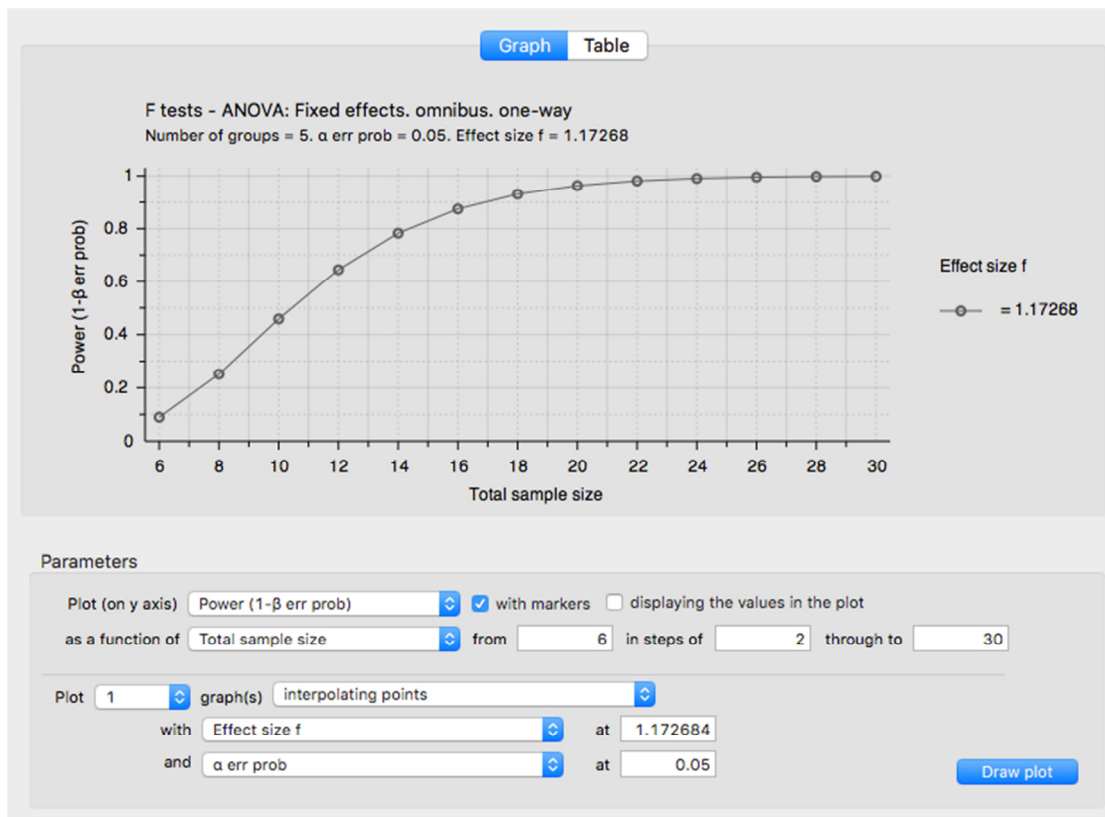 Graph Table
F tests - ANOVA: Fixed effects. omnibus. one-way
Number of groups = 5. α err prob = 0.05. Effect size f = 1.17268
Power (1-β err prob)
1
0.8
0.6
0.4
0.2
0
6 8 10 12 14 16 18 20 22 24 26 28 30
Total sample size
Effect size f
= 1.17268
Parameters
Plot (on y axis) Power (1-β err prob) with markers displaying the values in the plot
as a function of Total sample size from 6 in steps of 2 through to 30
Plot 1 graph(s) interpolating points
with Effect size f at 1.172684
and α err prob at 0.05
Draw plot